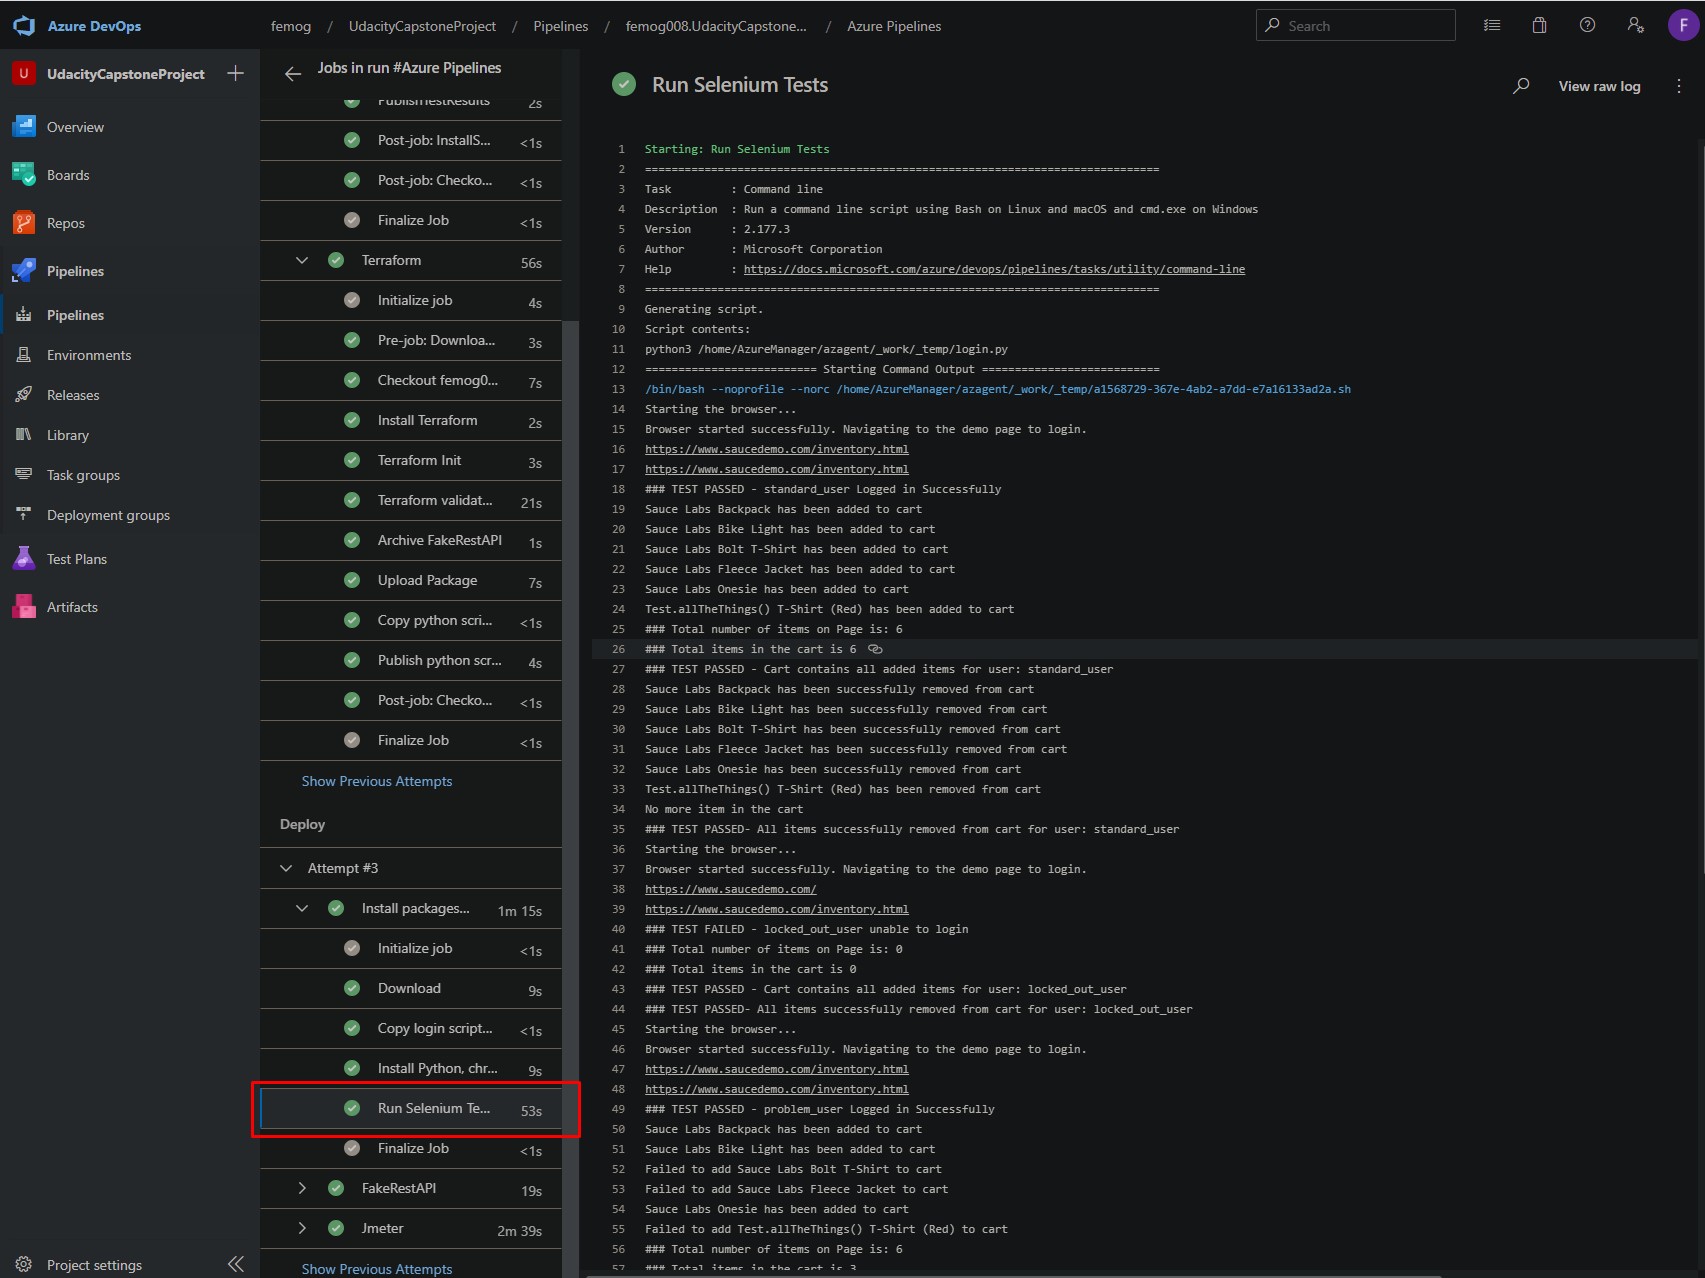 Azure DevOps
femog / UdacityCapstoneProject / Pipelines / femog008.UdacityCapstone... / Azure Pipelines
Search
F
U UdacityCapstoneProject
Overview
Boards
Repos
Pipelines
Pipelines
Environments
Releases
Library
Task groups
Deployment groups
Test Plans
Artifacts
Project settings
Jobs in run #Azure Pipelines
PublishTestResults 2s
Post-job: InstallS... <1s
Post-job: Checko... <1s
Finalize Job <1s
Terraform 56s
Initialize job 4s
Pre-job: Downloa... 3s
Checkout femog0... 7s
Install Terraform 2s
Terraform Init 3s
Terraform validat... 21s
Archive FakeRestAPI 1s
Upload Package 7s
Copy python scri... <1s
Publish python scr... 4s
Post-job: Checko... <1s
Finalize Job <1s
Show Previous Attempts
Deploy
Attempt #3
Install packages... 1m 15s
Initialize job <1s
Download 9s
Copy login script... <1s
Install Python, chr... 9s
Run Selenium Te... 53s
Finalize Job <1s
FakeRestAPI 19s
Jmeter 2m 39s
Show Previous Attempts
Run Selenium Tests
View raw log
1 Starting: Run Selenium Tests
2 ==============================================================================
3 Task : Command line
4 Description : Run a command line script using Bash on Linux and macOS and cmd.exe on Windows
5 Version : 2.177.3
6 Author : Microsoft Corporation
7 Help : https://docs.microsoft.com/azure/devops/pipelines/tasks/utility/command-line
8 ==============================================================================
9 Generating script.
10 Script contents:
11 python3 /home/AzureManager/azagent/_work/_temp/login.py
12 ========================== Starting Command Output ===========================
13 /bin/bash --noprofile --norc /home/AzureManager/azagent/_work/_temp/a1568729-367e-4ab2-a7dd-e7a16133ad2a.sh
14 Starting the browser...
15 Browser started successfully. Navigating to the demo page to login.
16 https://www.saucedemo.com/inventory.html
17 https://www.saucedemo.com/inventory.html
18 ### TEST PASSED - standard_user Logged in Successfully
19 Sauce Labs Backpack has been added to cart
20 Sauce Labs Bike Light has been added to cart
21 Sauce Labs Bolt T-Shirt has been added to cart
22 Sauce Labs Fleece Jacket has been added to cart
23 Sauce Labs Onesie has been added to cart
24 Test.allTheThings() T-Shirt (Red) has been added to cart
25 ### Total number of items on Page is: 6
26 ### Total items in the cart is 6
27 ### TEST PASSED - Cart contains all added items for user: standard_user
28 Sauce Labs Backpack has been successfully removed from cart
29 Sauce Labs Bike Light has been successfully removed from cart
30 Sauce Labs Bolt T-Shirt has been successfully removed from cart
31 Sauce Labs Fleece Jacket has been successfully removed from cart
32 Sauce Labs Onesie has been successfully removed from cart
33 Test.allTheThings() T-Shirt (Red) has been removed from cart
34 No more item in the cart
35 ### TEST PASSED- All items successfully removed from cart for user: standard_user
36 Starting the browser...
37 Browser started successfully. Navigating to the demo page to login.
38 https://www.saucedemo.com/
39 https://www.saucedemo.com/inventory.html
40 ### TEST FAILED - locked_out_user unable to login
41 ### Total number of items on Page is: 0
42 ### Total items in the cart is 0
43 ### TEST PASSED - Cart contains all added items for user: locked_out_user
44 ### TEST PASSED- All items successfully removed from cart for user: locked_out_user
45 Starting the browser...
46 Browser started successfully. Navigating to the demo page to login.
47 https://www.saucedemo.com/inventory.html
48 https://www.saucedemo.com/inventory.html
49 ### TEST PASSED - problem_user Logged in Successfully
50 Sauce Labs Backpack has been added to cart
51 Sauce Labs Bike Light has been added to cart
52 Failed to add Sauce Labs Bolt T-Shirt to cart
53 Failed to add Sauce Labs Fleece Jacket to cart
54 Sauce Labs Onesie has been added to cart
55 Failed to add Test.allTheThings() T-Shirt (Red) to cart
56 ### Total number of items on Page is: 6
57 ### Total items in the cart is 3